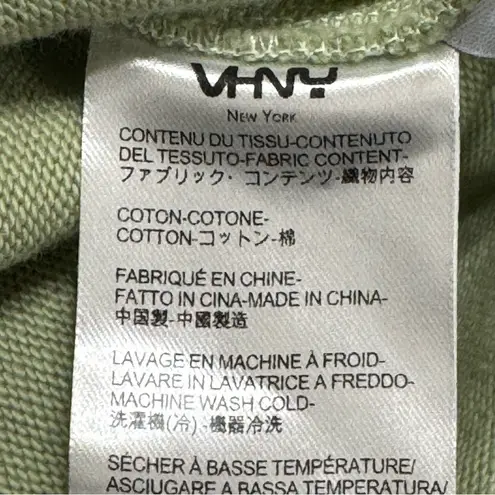 VHNY
NEW YORK
CONTENU DU TISSU-CONTENUTO
DEL TESSUTO-FABRIC CONTENT-
ファブリック・コンテンツ-織物内容
COTON-COTONE-
COTTON-コットン-棉
FABRIQUÉ EN CHINE-
FATTO IN CINA-MADE IN CHINA-
中国製-中國製造
LAVAGE EN MACHINE À FROID-
LAVARE IN LAVATRICE A FREDDO-
MACHINE WASH COLD-
洗濯機(冷)-機器冷洗
SÉCHER À BASSE TEMPÉRATURE/
ASCIUGARE A BASSA TEMPERATURA/